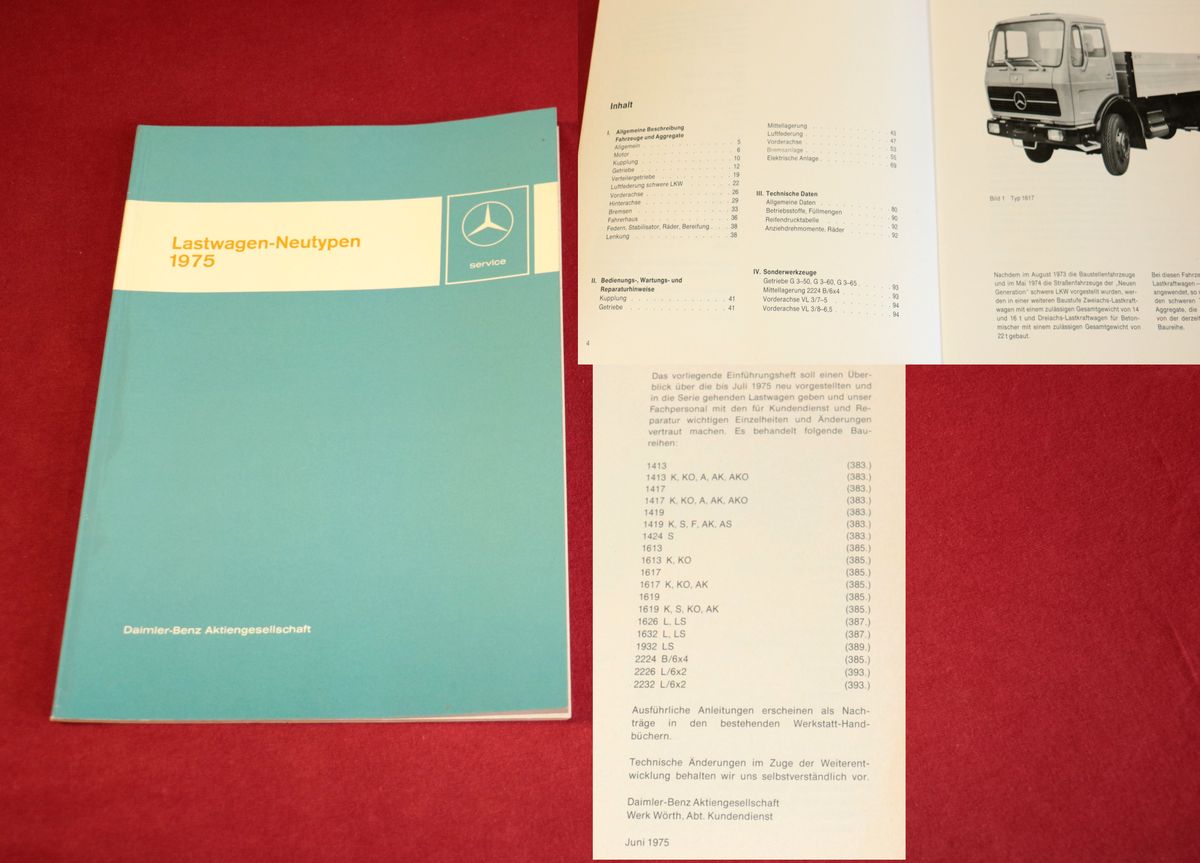 Lastwagen-Neutypen
1975
service
Daimler-Benz Aktiengesellschaft
Inhalt
I. Allgemeine Beschreibung
Fahrzeuge und Aggregate
Allgemein . . . 5
Motor . . . 6
Kupplung . . . 10
Getriebe . . . 12
Verteilergetriebe . . . 19
Luftfederung schwere LKW . . . 22
Vorderachse . . . 26
Hinterachse . . . 29
Bremsen . . . 33
Fahrerhaus . . . 36
Federn, Stabilisator, Räder, Bereifung . . . 38
Lenkung . . . 38
II. Bedienungs-, Wartungs- und
Reparaturhinweise
Kupplung . . . 41
Getriebe . . . 41
4
Mittellagerung
Luftfederung . . . 43
Vorderachse . . . 47
Bremsanlage . . . 53
Elektrische Anlage . . . 55
69
III. Technische Daten
Allgemeine Daten
Betriebsstoffe, Füllmengen . . . 80
Reifendrucktabelle . . . 90
Anziehdrehmomente, Räder . . . 92
92
IV. Sonderwerkzeuge
Getriebe G 3–50, G 3–60, G 3–65 . . . 93
Mittellagerung 2224 B/6x4 . . . 93
Vorderachse VL 3/7–5 . . . 94
Vorderachse VL 3/8–6,5 . . . 94
Bild 1 Typ 1617
Nachdem im August 1973 die Baustellenfahrzeuge
und im Mai 1974 die Straßenfahrzeuge der „Neuen
Generation" schwere LKW vorgestellt wurden, wer-
den in einer weiteren Baustufe Zweiachs-Lastkraft-
wagen mit einem zulässigen Gesamtgewicht von 14
und 16 t und Dreiachs-Lastkraftwagen für Beton-
mischer mit einem zulässigen Gesamtgewicht von
22 t gebaut.
Bei diesen Fahrze
Lastkraftwagen –
angewendet, so
den schweren
Aggregate, die
von der derzeit
Baureihe.
Das vorliegende Einführungsheft soll einen Über-
blick über die bis Juli 1975 neu vorgestellten und
in die Serie gehenden Lastwagen geben und unser
Fachpersonal mit den für Kundendienst und Re-
paratur wichtigen Einzelheiten und Änderungen
vertraut machen. Es behandelt folgende Bau-
reihen:
1413 (383.)
1413 K, KO, A, AK, AKO (383.)
1417 (383.)
1417 K, KO, A, AK, AKO (383.)
1419 (383.)
1419 K, S, F, AK, AS (383.)
1424 S (383.)
1613 (385.)
1613 K, KO (385.)
1617 (385.)
1617 K, KO, AK (385.)
1619 (385.)
1619 K, S, KO, AK (385.)
1626 L, LS (387.)
1632 L, LS (387.)
1932 LS (389.)
2224 B/6x4 (385.)
2226 L/6x2 (393.)
2232 L/6x2 (393.)
Ausführliche Anleitungen erscheinen als Nach-
träge in den bestehenden Werkstatt-Hand-
büchern.
Technische Änderungen im Zuge der Weiterent-
wicklung behalten wir uns selbstverständlich vor.
Daimler-Benz Aktiengesellschaft
Werk Wörth, Abt. Kundendienst
Juni 1975